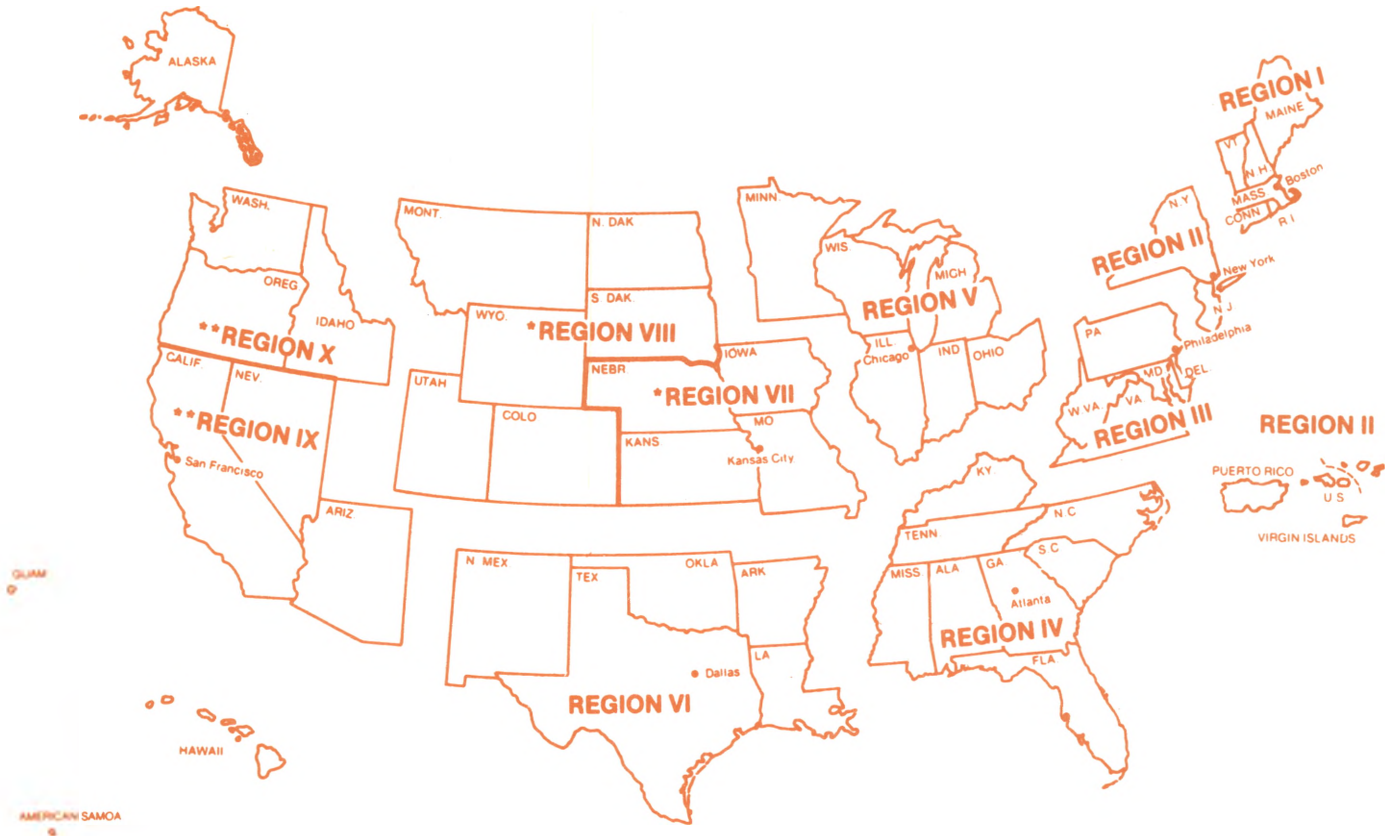 ALASKA
REGION I
MAINE
VT
N.H.
Boston
MASS
CONN
R I
WASH.
MONT.
N. DAK
MINN.
N.Y
REGION II
New York
N J
WIS.
MICH
REGION V
OREG
IDAHO
**REGION X
WYO.
S. DAK.
*REGION VIII
PA
Philadelphia
ILL.
Chicago
IND
OHIO
MD
DEL
CALIF.
NEV.
UTAH
NEBR
IOWA
*REGION VII
W.VA.
VA
REGION III
**REGION IX
San Francisco
COLO
KANS
MO
Kansas City
KY.
REGION II
PUERTO RICO
U S
VIRGIN ISLANDS
ARIZ
N.C
TENN
S.C
N MEX
TEX
OKLA
ARK
MISS
ALA
GA
Atlanta
REGION IV
FLA
GUAM
LA
Dallas
REGION VI
HAWAII
AMERICAN SAMOA